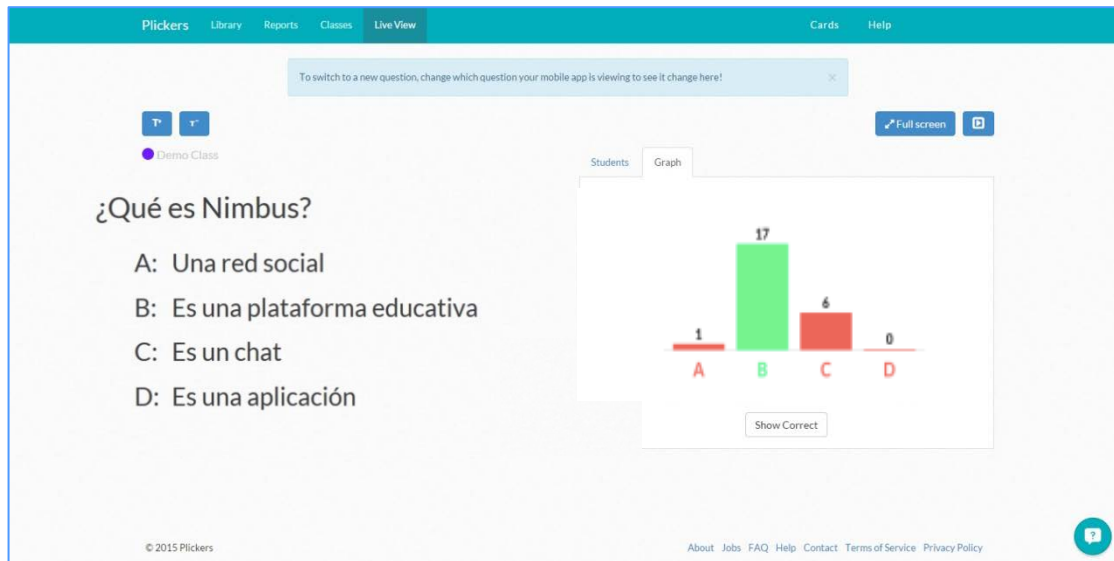 Plickers Library Reports Classes Live View Cards Help
To switch to a new question, change which question your mobile app is viewing to see it change here! ×
T+ T- Full screen
Demo Class
Students Graph
¿Qué es Nimbus?
A: Una red social
B: Es una plataforma educativa
C: Es un chat
D: Es una aplicación
17
6
1
0
A B C D
Show Correct
© 2015 Plickers
About Jobs FAQ Help Contact Terms of Service Privacy Policy
?